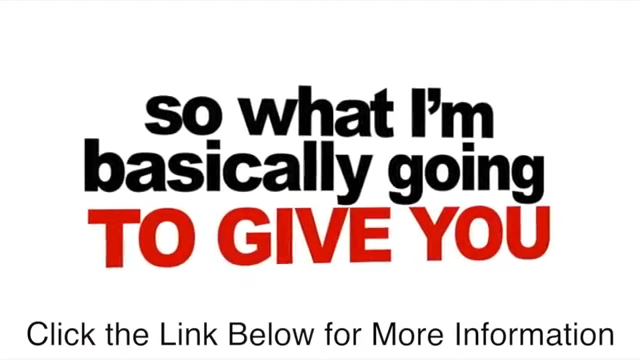 so what I'm
basically going
TO GIVE YOU
Click the Link Below for More Information